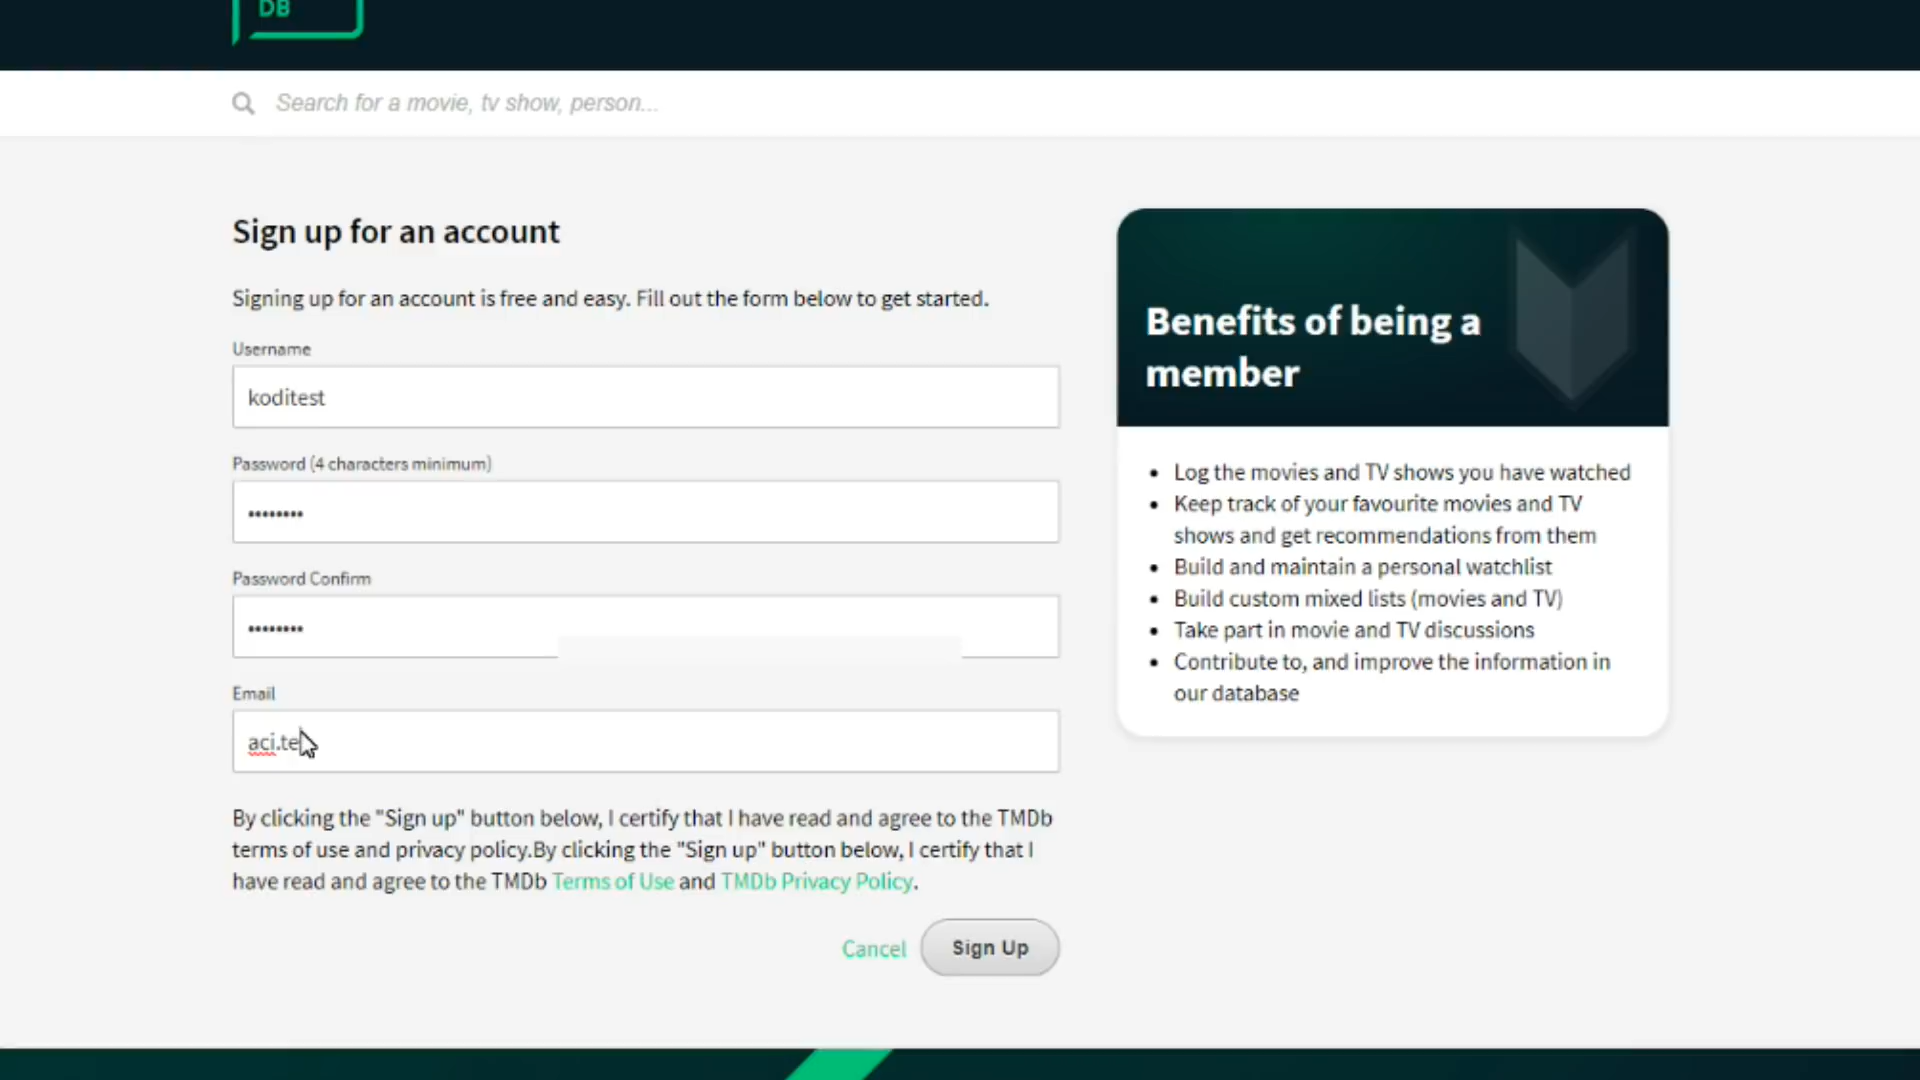 DB
Search for a movie, tv show, person...
Sign up for an account
Signing up for an account is free and easy. Fill out the form below to get started.
Username
koditest
Password (4 characters minimum)
••••••••
Password Confirm
••••••••
Email
aci.te
By clicking the "Sign up" button below, I certify that I have read and agree to the TMDb
terms of use and privacy policy.By clicking the "Sign up" button below, I certify that I
have read and agree to the TMDb Terms of Use and TMDb Privacy Policy.
Cancel
Sign Up
Benefits of being a
member
• Log the movies and TV shows you have watched
• Keep track of your favourite movies and TV
shows and get recommendations from them
• Build and maintain a personal watchlist
• Build custom mixed lists (movies and TV)
• Take part in movie and TV discussions
• Contribute to, and improve the information in
our database